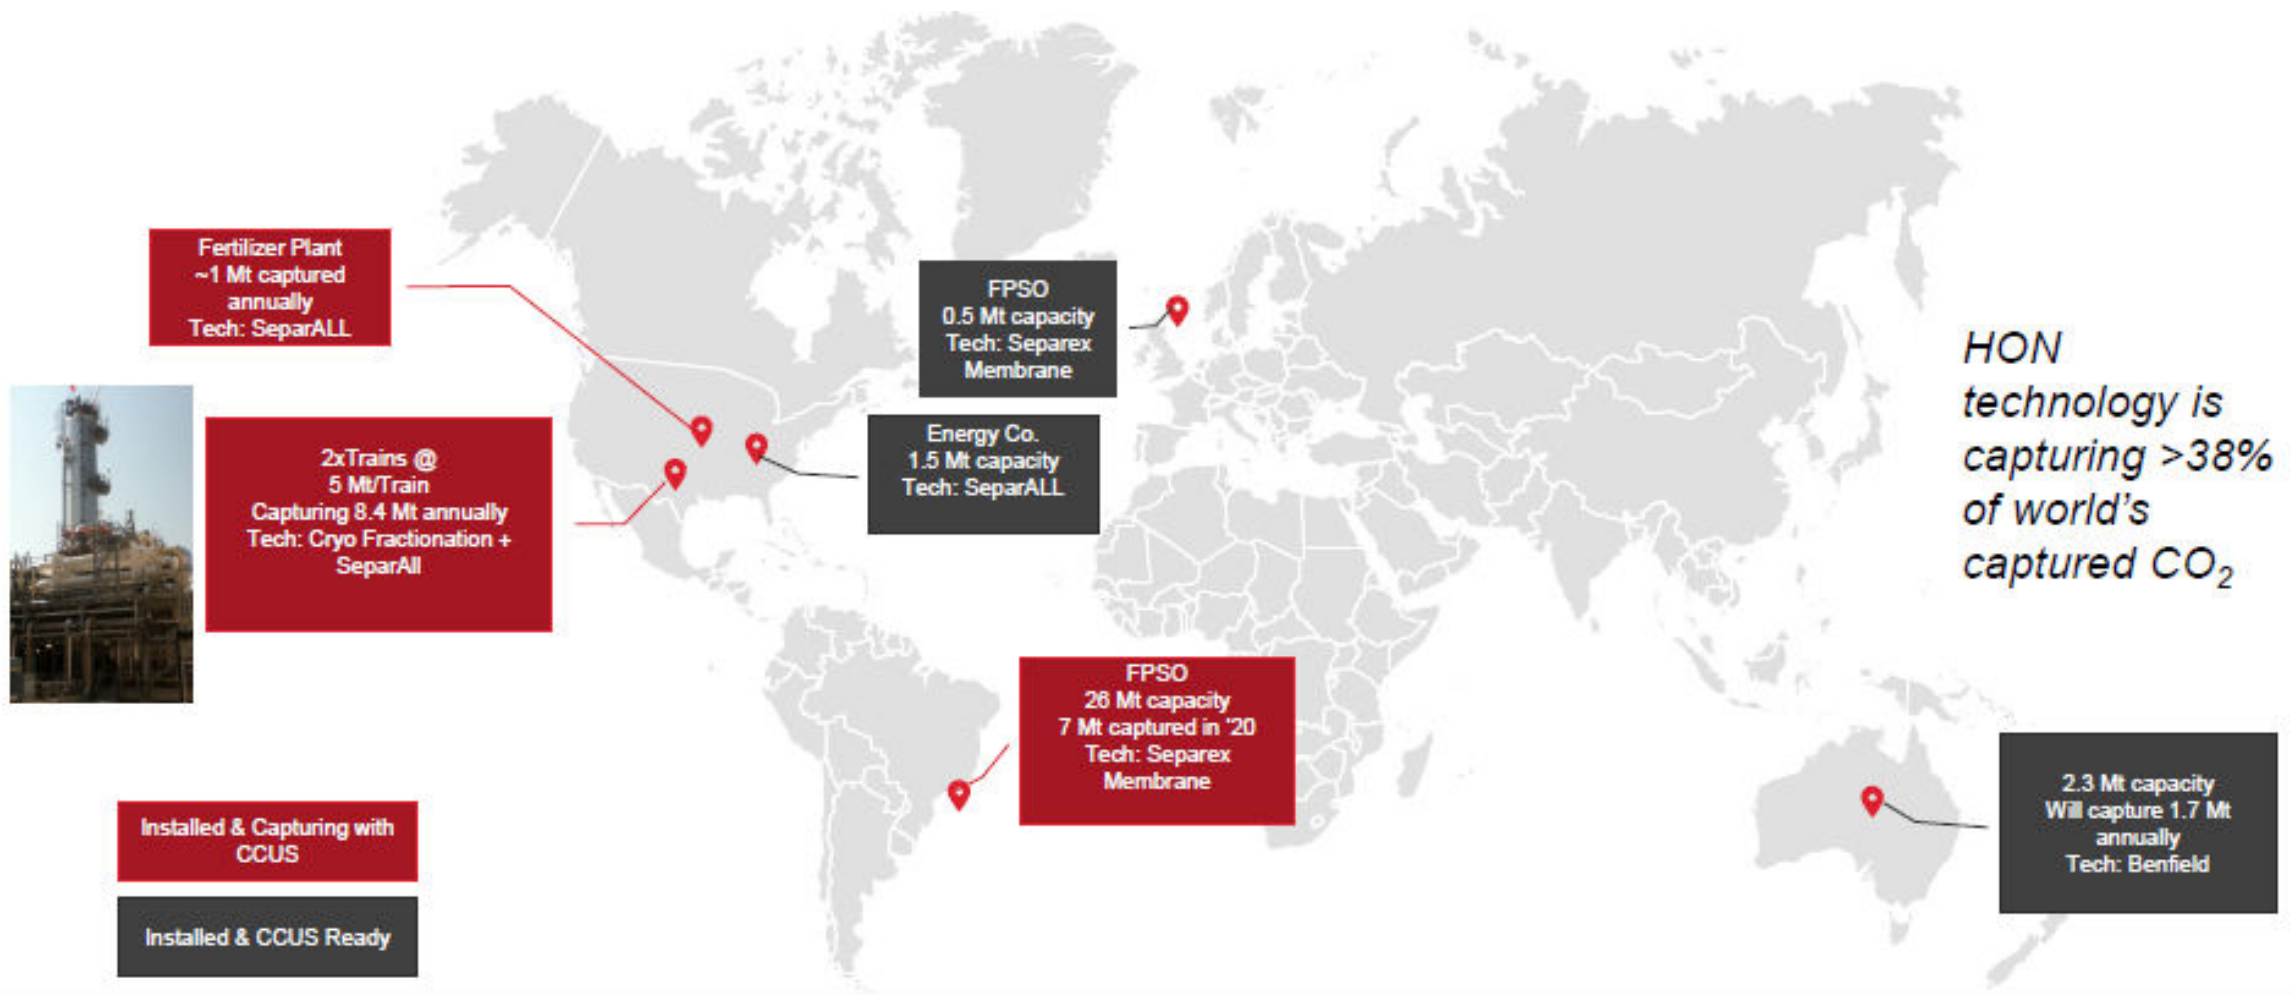 Fertilizer Plant
~1 Mt captured
annually
Tech: SeparALL
2xTrains @
5 Mt/Train
Capturing 8.4 Mt annually
Tech: Cryo Fractionation +
SeparAll
FPSO
0.5 Mt capacity
Tech: Separex
Membrane
Energy Co.
1.5 Mt capacity
Tech: SeparALL
FPSO
26 Mt capacity
7 Mt captured in '20
Tech: Separex
Membrane
HON
technology is
capturing >38%
of world's
captured CO₂
2.3 Mt capacity
Will capture 1.7 Mt
annually
Tech: Benfield
Installed & Capturing with
CCUS
Installed & CCUS Ready